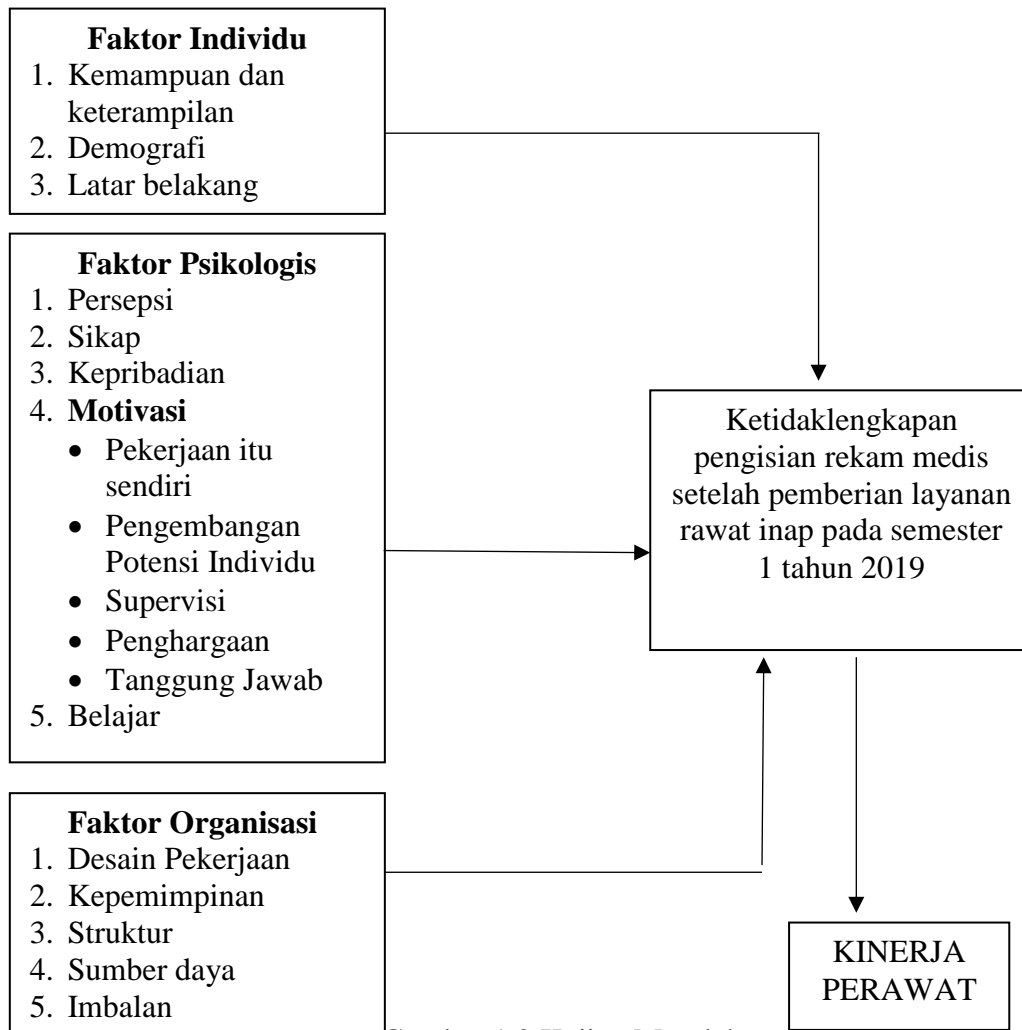 Faktor Individu
1. Kemampuan dan
keterampilan
2. Demografi
3. Latar belakang
Faktor Psikologis
1. Persepsi
2. Sikap
3. Kepribadian
4. Motivasi
• Pekerjaan itu
sendiri
• Pengembangan
Potensi Individu
• Supervisi
• Penghargaan
• Tanggung Jawab
5. Belajar
Faktor Organisasi
1. Desain Pekerjaan
2. Kepemimpinan
3. Struktur
4. Sumber daya
5. Imbalan
Ketidaklengkapan
pengisian rekam medis
setelah pemberian layanan
rawat inap pada semester
1 tahun 2019
KINERJA
PERAWAT